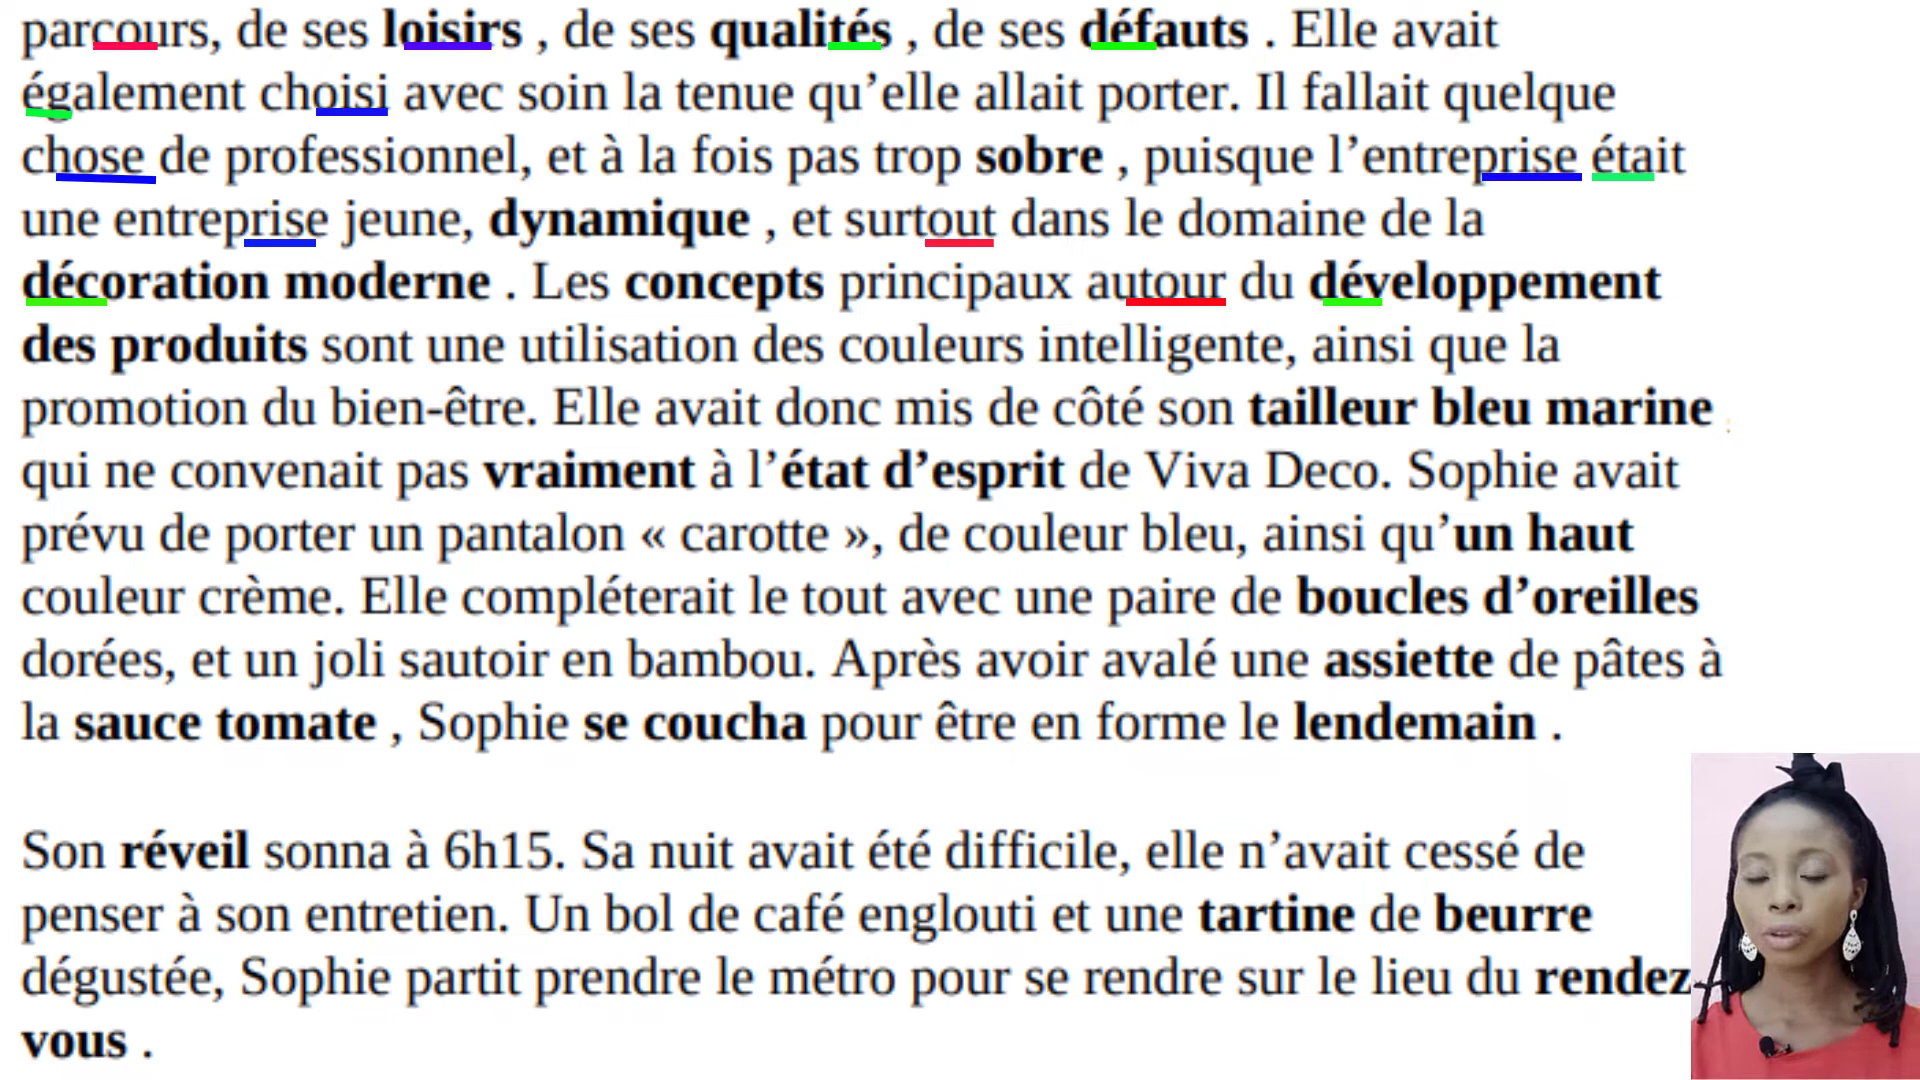 parcours, de ses loisirs , de ses qualités , de ses défauts . Elle avait
également choisi avec soin la tenue qu’elle allait porter. Il fallait quelque
chose de professionnel, et à la fois pas trop sobre , puisque l’entreprise était
une entreprise jeune, dynamique , et surtout dans le domaine de la
décoration moderne . Les concepts principaux autour du développement
des produits sont une utilisation des couleurs intelligente, ainsi que la
promotion du bien-être. Elle avait donc mis de côté son tailleur bleu marine
qui ne convenait pas vraiment à l’état d’esprit de Viva Deco. Sophie avait
prévu de porter un pantalon « carotte », de couleur bleu, ainsi qu’un haut
couleur crème. Elle compléterait le tout avec une paire de boucles d’oreilles
dorées, et un joli sautoir en bambou. Après avoir avalé une assiette de pâtes à
la sauce tomate , Sophie se coucha pour être en forme le lendemain .
Son réveil sonna à 6h15. Sa nuit avait été difficile, elle n’avait cessé de
penser à son entretien. Un bol de café englouti et une tartine de beurre
dégustée, Sophie partit prendre le métro pour se rendre sur le lieu du rendez
vous .